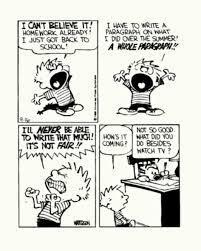 I CAN'T BELIEVE IT!
HOMEWORK ALREADY!
I JUST GOT BACK TO
SCHOOL!
I HAVE TO WRITE A
PARAGRAPH ON WHAT
I DID OVER THE SUMMER!
A WHOLE PARAGRAPH!!
I'LL NEVER BE ABLE
TO WRITE THAT MUCH!
IT'S NOT FAIR!!
WATTERSON
HOW'S IT
COMING?
NOT SO GOOD.
WHAT DID YOU
DO BESIDES
WATCH TV?